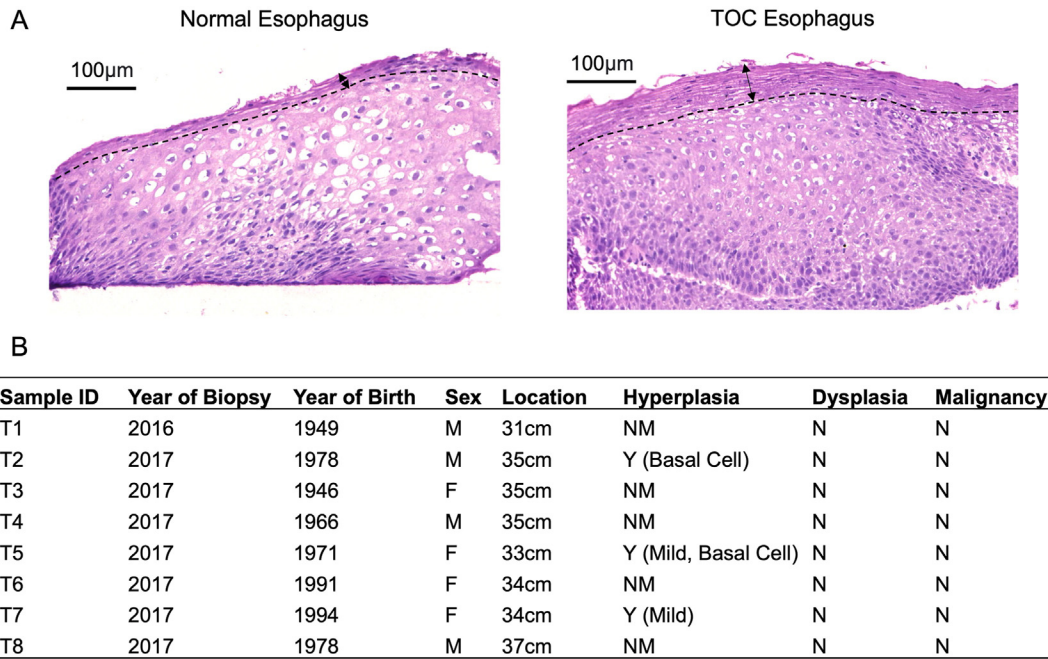 A
Normal Esophagus
TOC Esophagus
100µm
100µm
B
Sample ID Year of Biopsy Year of Birth Sex Location Hyperplasia Dysplasia Malignancy
T1 2016 1949 M 31cm NM N N
T2 2017 1978 M 35cm Y (Basal Cell) N N
T3 2017 1946 F 35cm NM N N
T4 2017 1966 M 35cm NM N N
T5 2017 1971 F 33cm Y (Mild, Basal Cell) N N
T6 2017 1991 F 34cm NM N N
T7 2017 1994 F 34cm Y (Mild) N N
T8 2017 1978 M 37cm NM N N